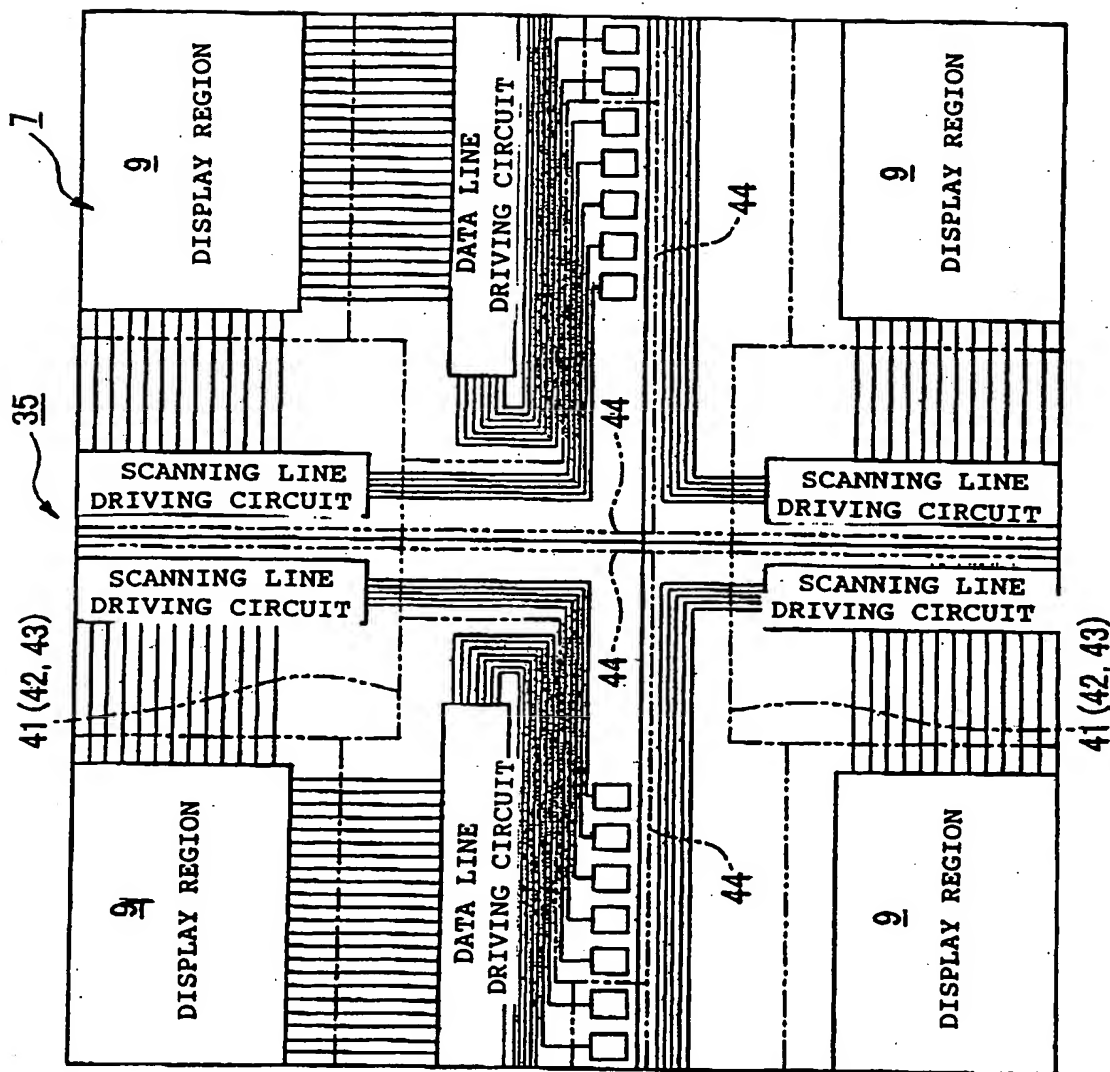 7
35
9
DISPLAY REGION
9
DISPLAY REGION
SCANNING LINE
DRIVING CIRCUIT
SCANNING LINE
DRIVING CIRCUIT
DATA LINE
DRIVING CIRCUIT
DATA LINE
DRIVING CIRCUIT
41 (42, 43)
44
44
44
44
SCANNING LINE
DRIVING CIRCUIT
SCANNING LINE
DRIVING CIRCUIT
41 (42, 43)
9
DISPLAY REGION
9
DISPLAY REGION